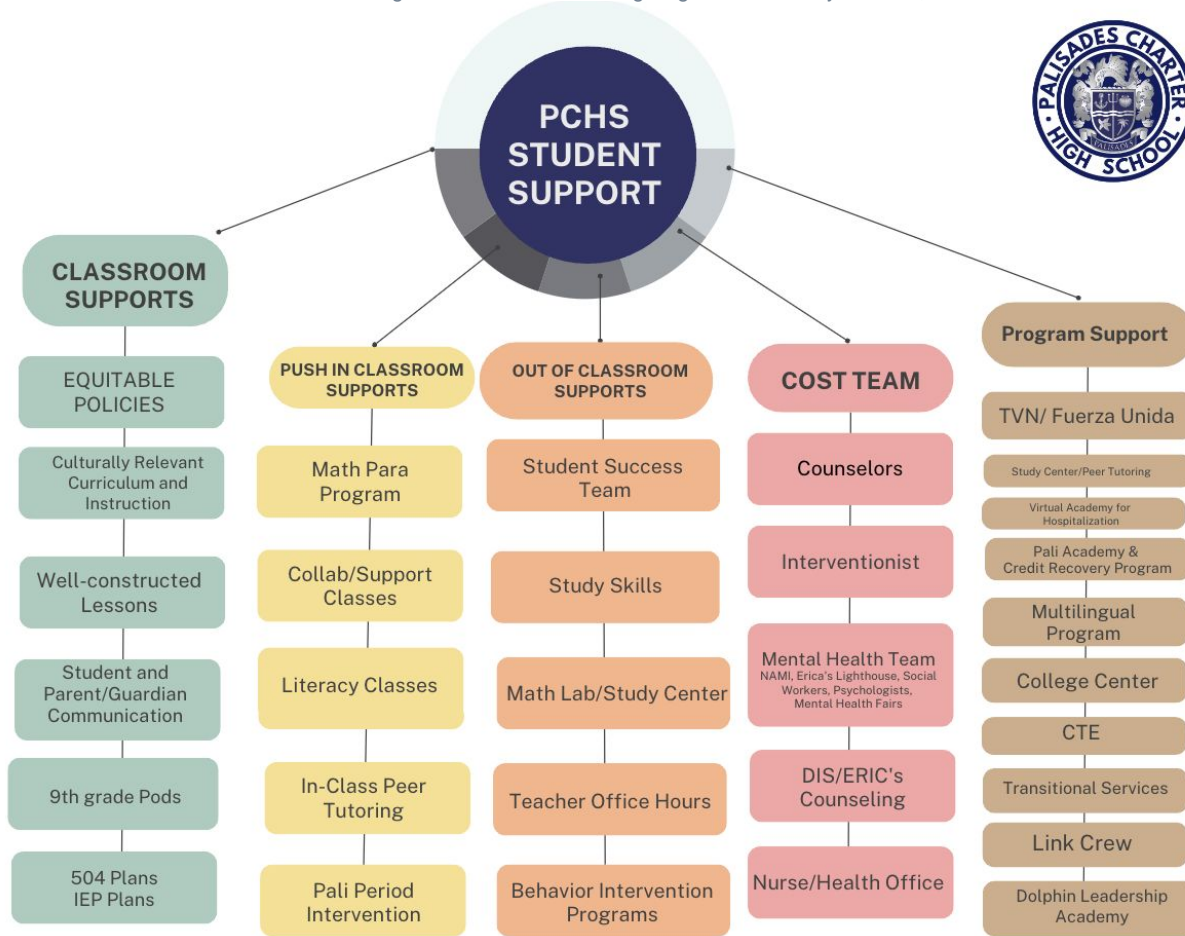 PCHS
STUDENT
SUPPORT
PALISADES CHARTER
HIGH SCHOOL
PALISADES
CLASSROOM
SUPPORTS
EQUITABLE
POLICIES
Culturally Relevant
Curriculum and
Instruction
Well-constructed
Lessons
Student and
Parent/Guardian
Communication
9th grade Pods
504 Plans
IEP Plans
PUSH IN CLASSROOM
SUPPORTS
Math Para
Program
Collab/Support
Classes
Literacy Classes
In-Class Peer
Tutoring
Pali Period
Intervention
OUT OF CLASSROOM
SUPPORTS
Student Success
Team
Study Skills
Math Lab/Study Center
Teacher Office Hours
Behavior Intervention
Programs
COST TEAM
Counselors
Interventionist
Mental Health Team
NAMI, Erica's Lighthouse, Social
Workers, Psychologists,
Mental Health Fairs
DIS/ERIC's
Counseling
Nurse/Health Office
Program Support
TVN/ Fuerza Unida
Study Center/Peer Tutoring
Virtual Academy for
Hospitalization
Pali Academy &
Credit Recovery Program
Multilingual
Program
College Center
CTE
Transitional Services
Link Crew
Dolphin Leadership
Academy